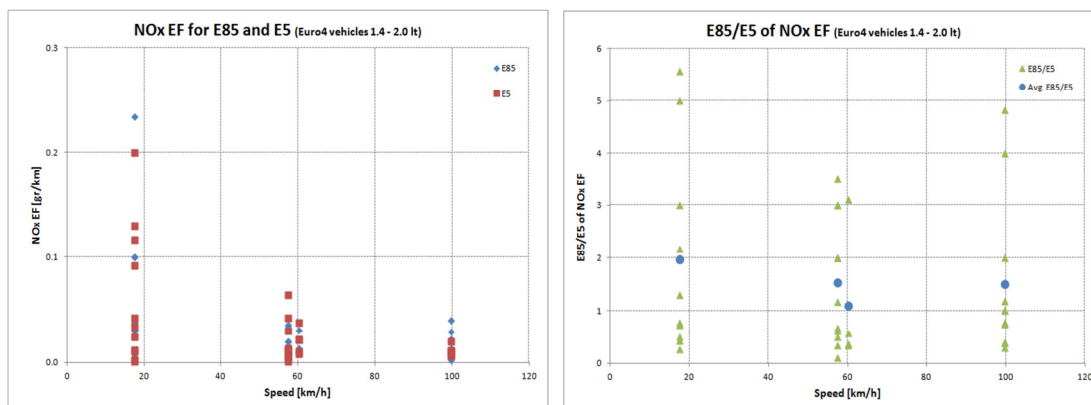 NOx EF for E85 and E5 (Euro4 vehicles 1.4 - 2.0 lt)
0.3
0.2
0.1
0.0
NOx EF [gr/km]
E85
E5
0 20 40 60 80 100 120
Speed [km/h]
E85/E5 of NOx EF (Euro4 vehicles 1.4 - 2.0 lt)
6
5
4
3
2
1
0
E85/E5 of NOx EF
E85/E5
Avg. E85/E5
0 20 40 60 80 100 120
Speed [km/h]